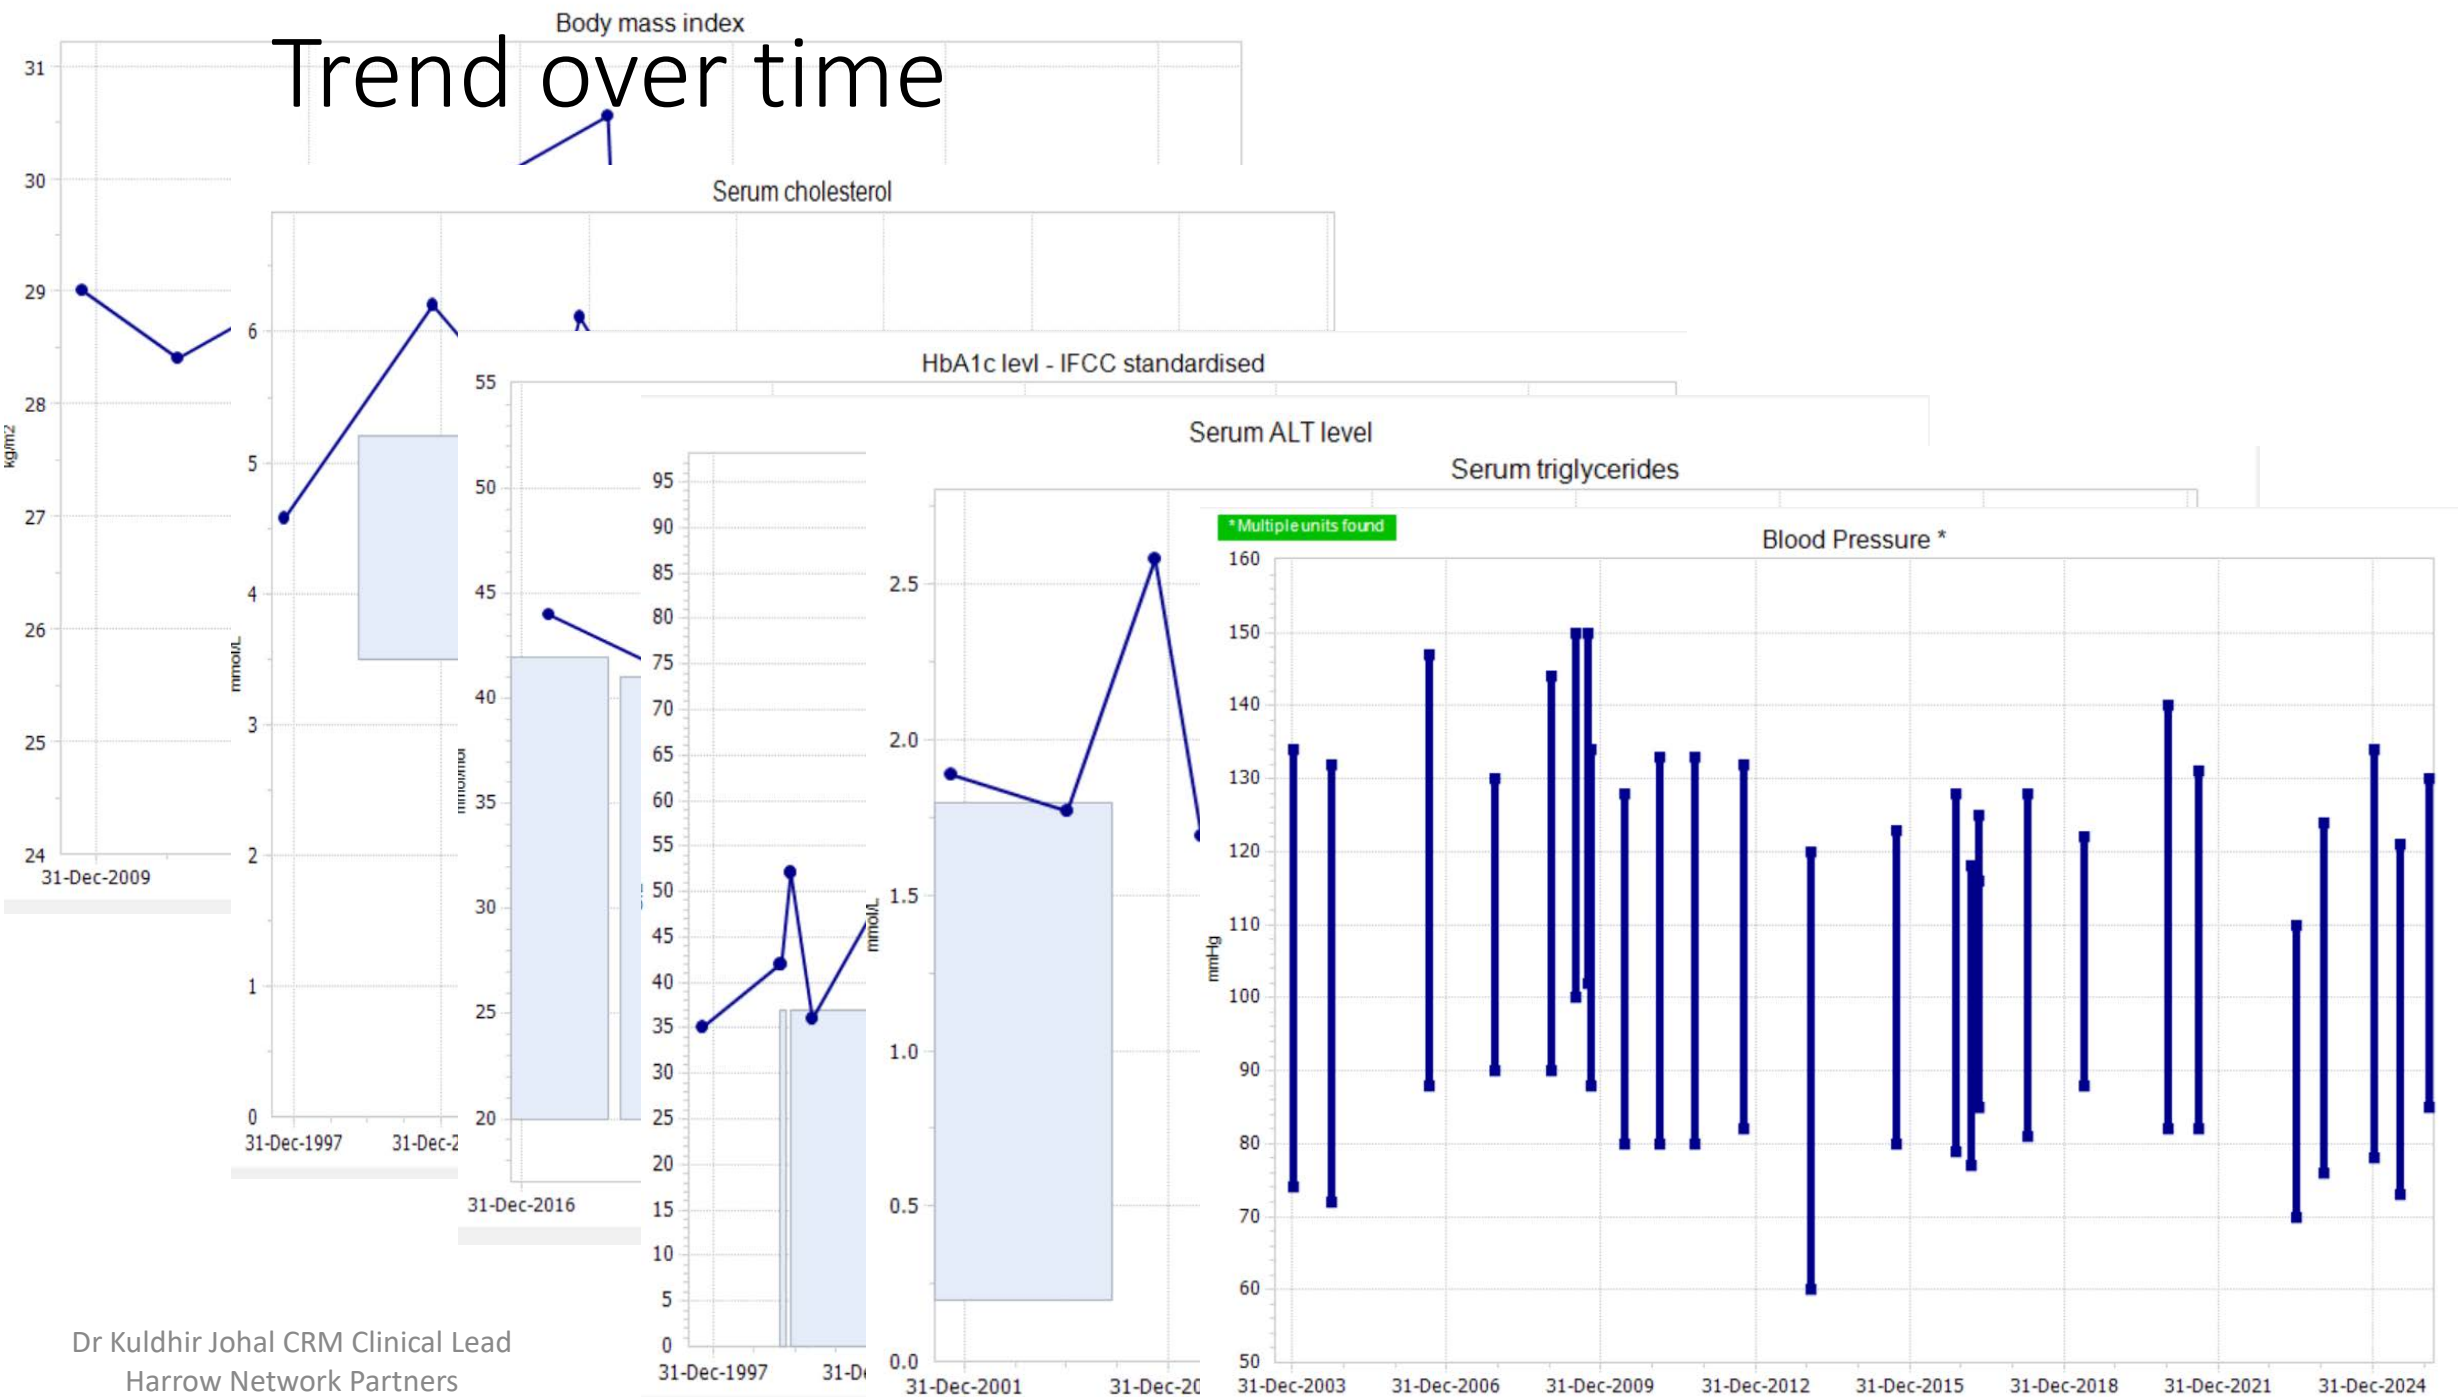 Body mass index
Trend over time
31
30
29
28
27
26
25
24
kg/m2
31-Dec-2009
Serum cholesterol
6
5
4
3
2
1
0
mmol/L
31-Dec-1997
31-Dec-2
HbA1c levl - IFCC standardised
55
50
45
40
35
30
25
20
31-Dec-2016
Serum ALT level
95
90
85
80
75
70
65
60
55
50
45
40
35
30
25
20
15
10
5
0
31-Dec-1997
31-D
Serum triglycerides
2.5
2.0
1.5
1.0
0.5
0.0
mmol/L
31-Dec-2001
31-Dec-20
* Multiple units found
Blood Pressure *
160
150
140
130
120
110
100
90
80
70
60
50
mmHg
31-Dec-2003
31-Dec-2006
31-Dec-2009
31-Dec-2012
31-Dec-2015
31-Dec-2018
31-Dec-2021
31-Dec-2024
Dr Kuldhir Johal CRM Clinical Lead
Harrow Network Partners